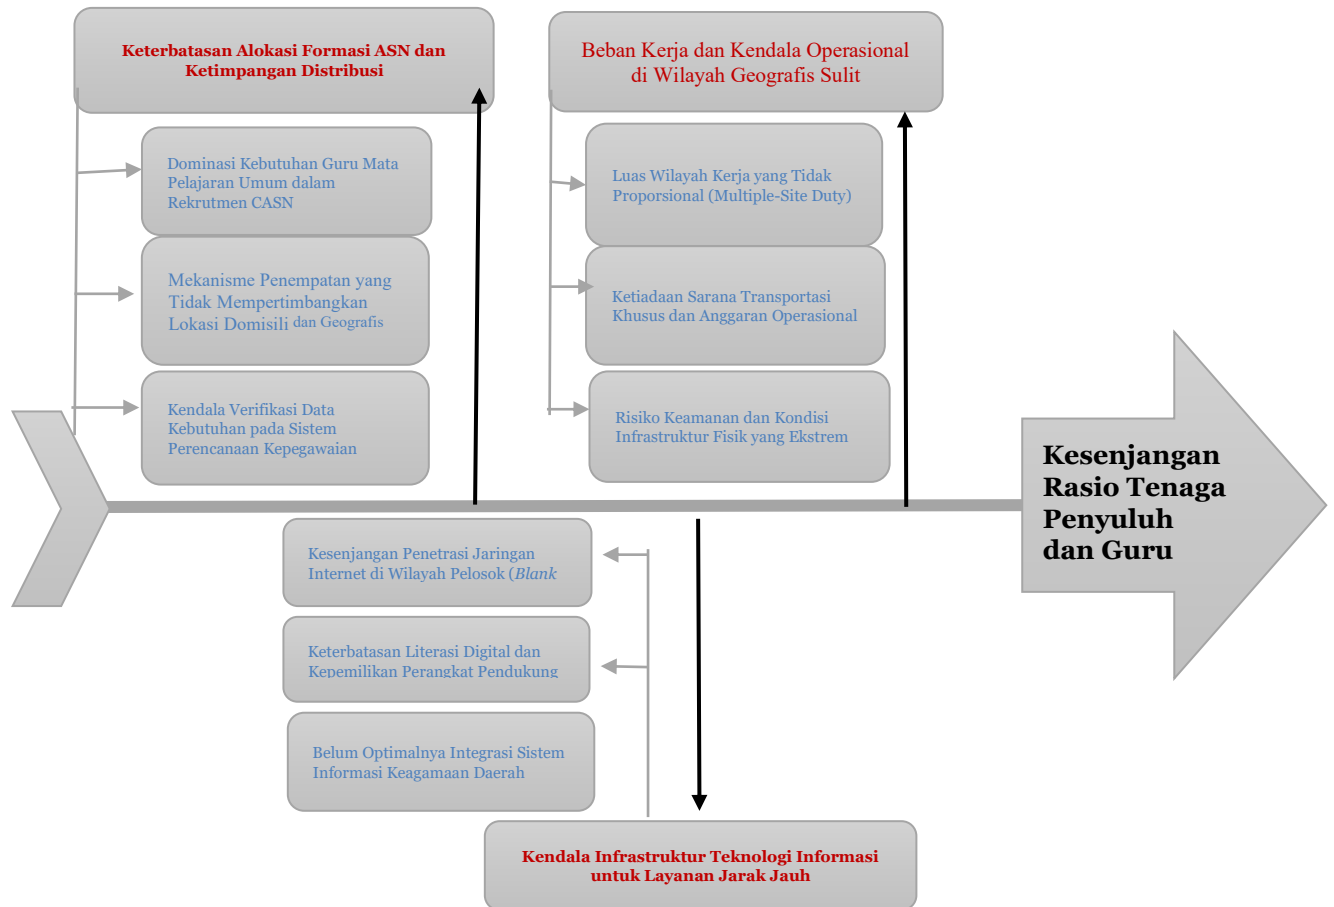 Keterbatasan Alokasi Formasi ASN dan
Ketimpangan Distribusi
Dominasi Kebutuhan Guru Mata
Pelajaran Umum dalam
Rekrutmen CASN
Mekanisme Penempatan yang
Tidak Mempertimbangkan
Lokasi Domisili dan Geografis
Kendala Verifikasi Data
Kebutuhan pada Sistem
Perencanaan Kepegawaian
Beban Kerja dan Kendala Operasional
di Wilayah Geografis Sulit
Luas Wilayah Kerja yang Tidak
Proporsional (Multiple-Site Duty)
Ketiadaan Sarana Transportasi
Khusus dan Anggaran Operasional
Risiko Keamanan dan Kondisi
Infrastruktur Fisik yang Ekstrem
Kesenjangan
Rasio Tenaga
Penyuluh
dan Guru
Kesenjangan Penetrasi Jaringan
Internet di Wilayah Pelosok (Blank
Keterbatasan Literasi Digital dan
Kepemilikan Perangkat Pendukung
Belum Optimalnya Integrasi Sistem
Informasi Keagamaan Daerah
Kendala Infrastruktur Teknologi Informasi
untuk Layanan Jarak Jauh